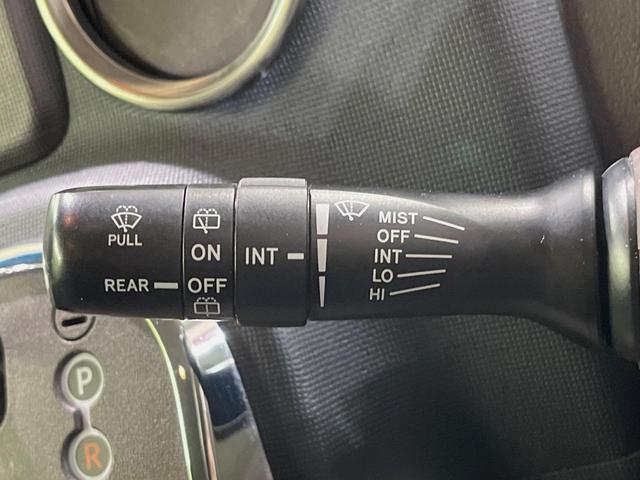 PULL
REAR
ON
OFF
INT
MIST
OFF
INT
LO
HI
P
R